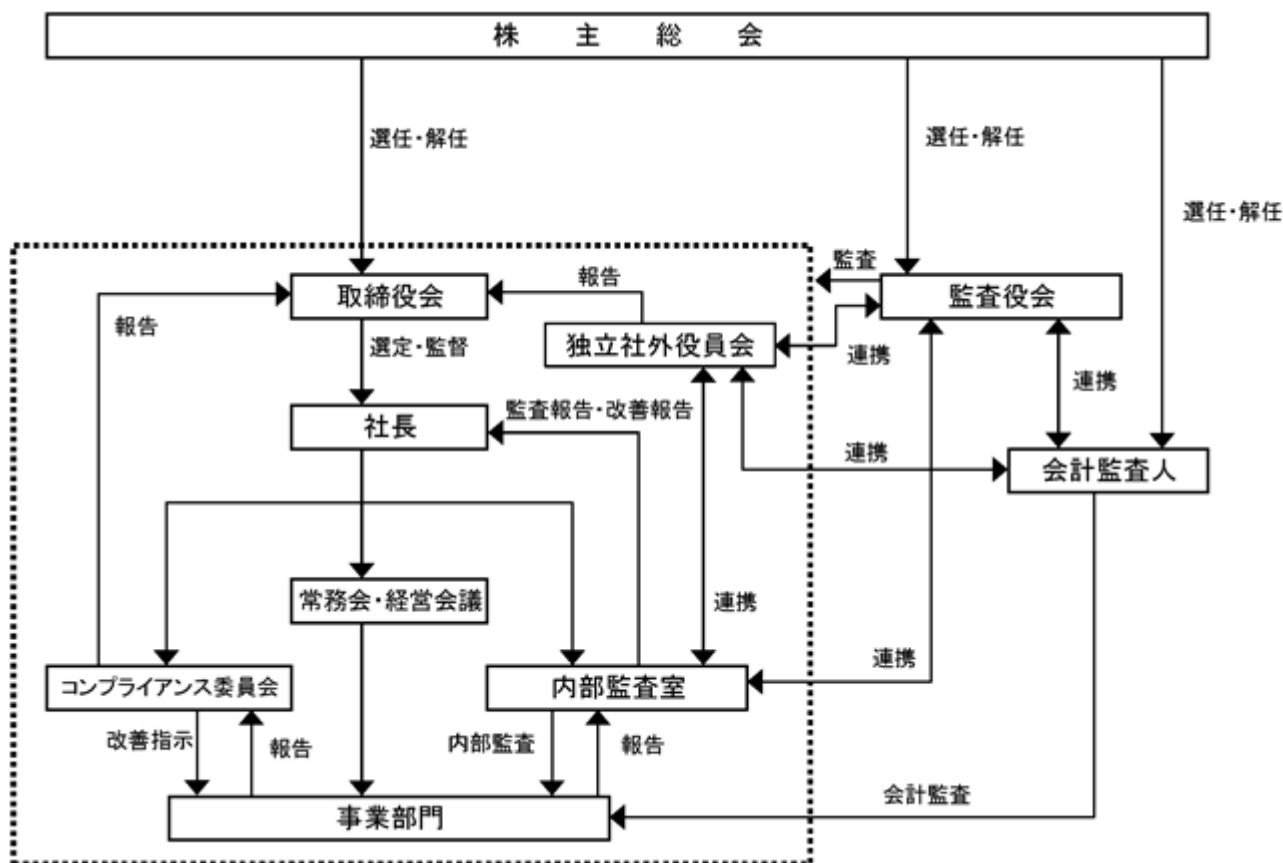 株主総会
選任・解任
選任・解任
選任・解任
監査
報告
取締役会
監査役会
報告
独立社外役員会
選定・監督
連携
連携
監査報告・改善報告
社長
連携
会計監査人
常務会・経営会議
連携
連携
コンプライアンス委員会
内部監査室
改善指示
報告
内部監査
報告
会計監査
事業部門